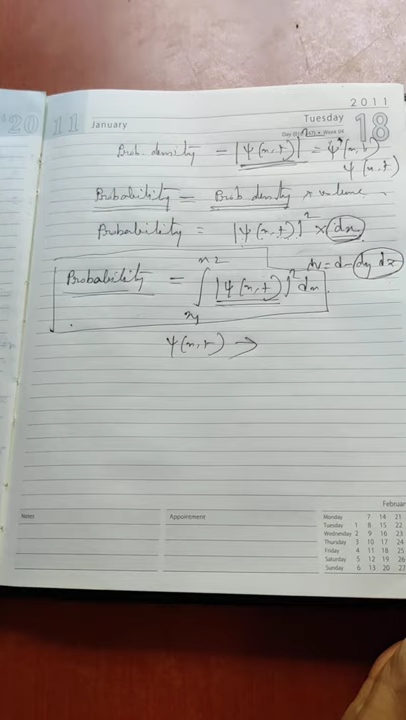 2011
20 11 January Tuesday 18
Prob. density = |ψ(x,t)|² = ψ*(x,t)
ψ(x,t)
Probability = Prob density × volume
Probability = |ψ(x,t)|² × dx
dv = dx dy dz
x2
Probability = ∫ |ψ(x,t)|² dx
x1
ψ(x,t) →
Februar
Notes Appointment
Monday 7 14 21
Tuesday 1 8 15 22
Wednesday 2 9 16 23
Thursday 3 10 17 24
Friday 4 11 18 25
Saturday 5 12 19 26
Sunday 6 13 20 27